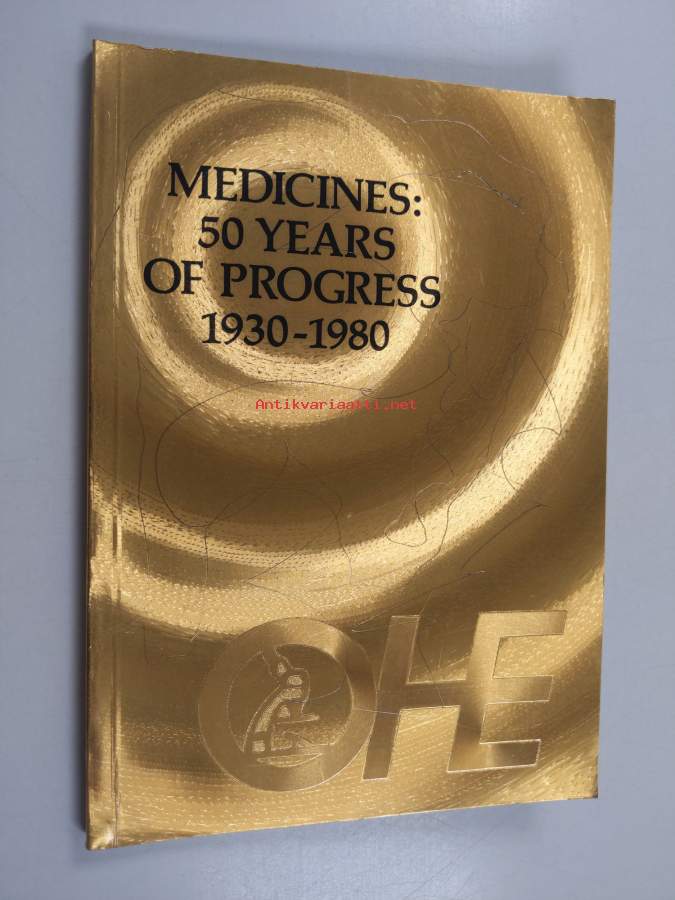 MEDICINES:
50 YEARS
OF PROGRESS
1930-1980
Antikvariaatti.net
OHE